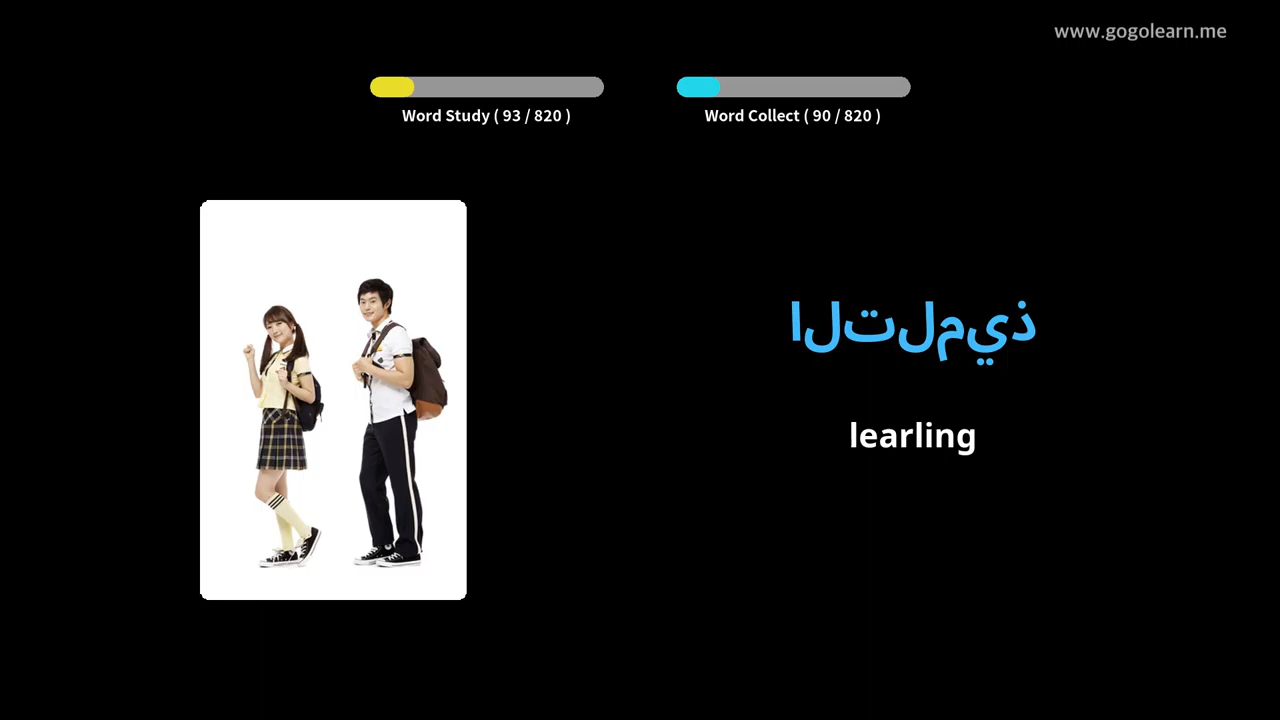 www.gogolearn.me
Word Study ( 93 / 820 )
Word Collect ( 90 / 820 )
التلميذ
learling